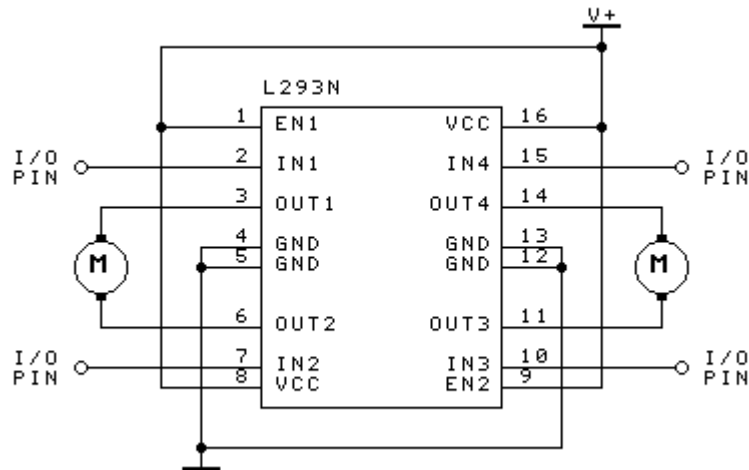 V+
L293N
1 EN1 VCC 16
I/O PIN 2 IN1 IN4 15 I/O PIN
3 OUT1 OUT4 14
4 GND GND 13
M 5 GND GND 12 M
6 OUT2 OUT3 11
I/O PIN 7 IN2 IN3 10 I/O PIN
8 VCC EN2 9